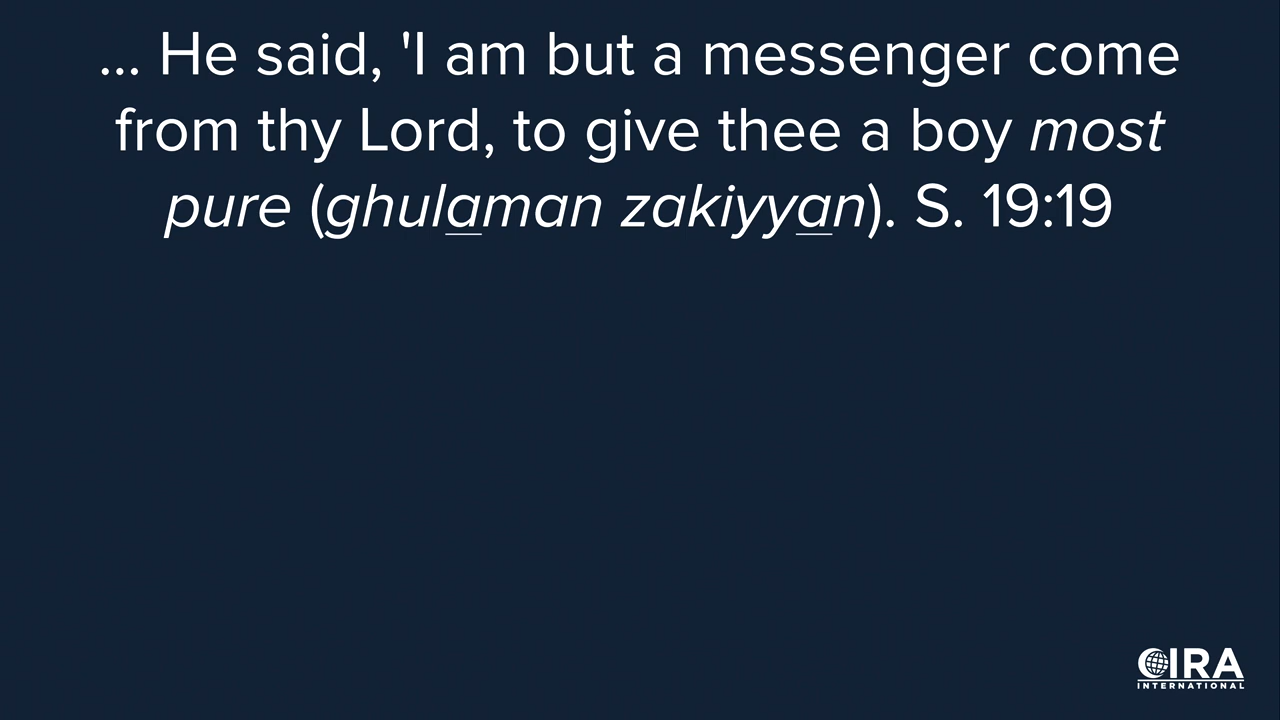 ... He said, 'I am but a messenger come
from thy Lord, to give thee a boy most
pure (ghulaman zakiyyan). S. 19:19
CIRA
INTERNATIONAL